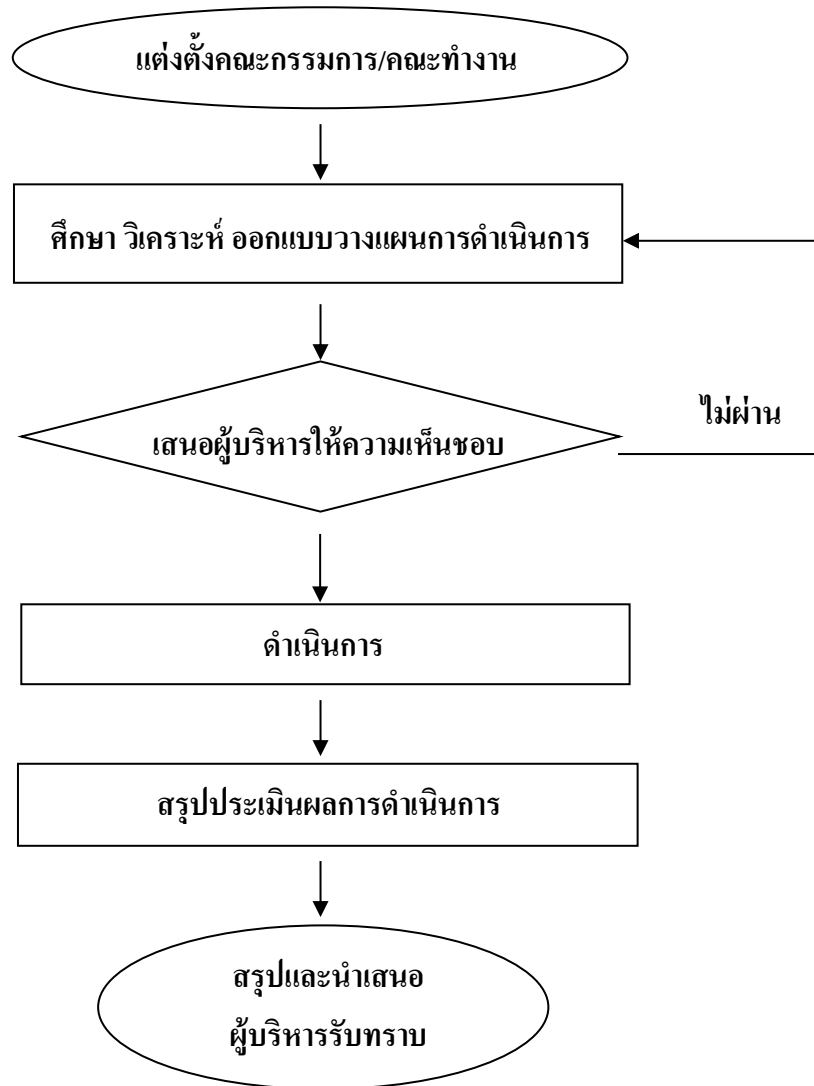 แต่งตั้งคณะกรรมการ/คณะทำงาน
ศึกษา วิเคราะห์ ออกแบบวางแผนการดำเนินการ
ไม่ผ่าน
เสนอผู้บริหารให้ความเห็นชอบ
ดำเนินการ
สรุปประเมินผลการดำเนินการ
สรุปและนำเสนอ
ผู้บริหารรับทราบ